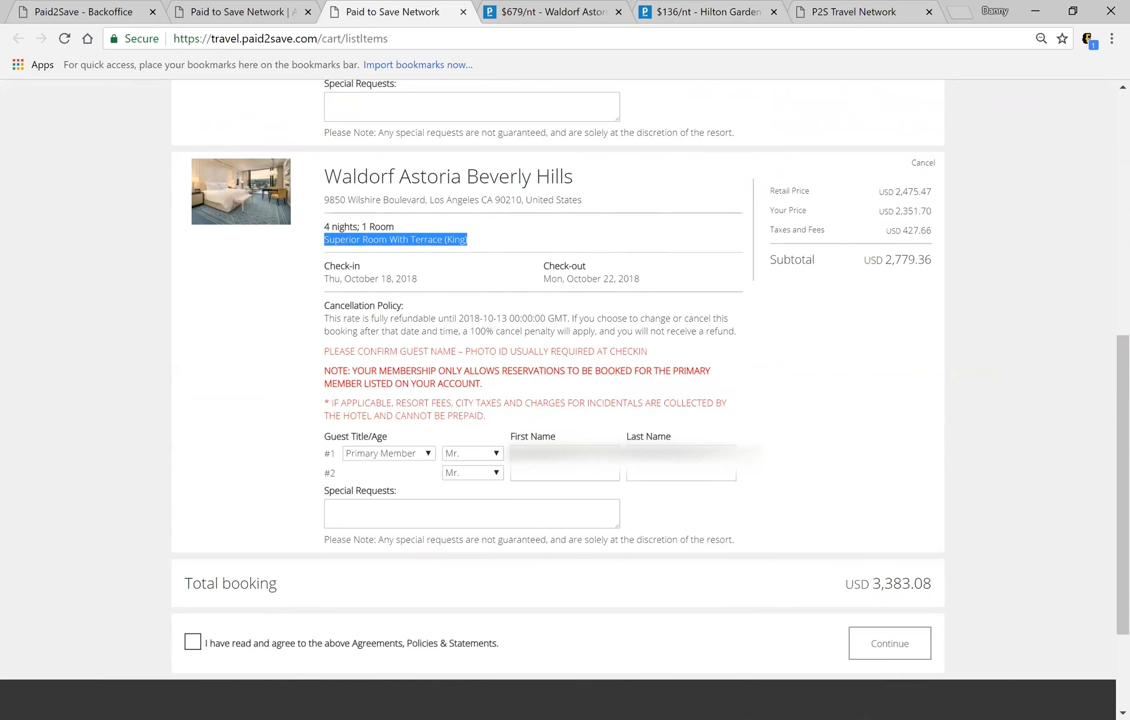 Paid2Save - Backoffice
Paid to Save Network | A
Paid to Save Network
$679/nt - Waldorf Astori
$136/nt - Hilton Garden
P2S Travel Network
Danny
Secure
https://travel.paid2save.com/cart/listItems
1
Apps
For quick access, place your bookmarks here on the bookmarks bar. Import bookmarks now...
Special Requests:
Please Note: Any special requests are not guaranteed, and are solely at the discretion of the resort.
Waldorf Astoria Beverly Hills
9850 Wilshire Boulevard, Los Angeles CA 90210, United States
4 nights; 1 Room
Superior Room With Terrace (King)
Check-in
Check-out
Thu, October 18, 2018
Mon, October 22, 2018
Cancellation Policy:
This rate is fully refundable until 2018-10-13 00:00:00 GMT. If you choose to change or cancel this
booking after that date and time, a 100% cancel penalty will apply, and you will not receive a refund.
PLEASE CONFIRM GUEST NAME – PHOTO ID USUALLY REQUIRED AT CHECKIN
NOTE: YOUR MEMBERSHIP ONLY ALLOWS RESERVATIONS TO BE BOOKED FOR THE PRIMARY
MEMBER LISTED ON YOUR ACCOUNT.
* IF APPLICABLE, RESORT FEES, CITY TAXES AND CHARGES FOR INCIDENTALS ARE COLLECTED BY
THE HOTEL AND CANNOT BE PREPAID.
Guest Title/Age
First Name
Last Name
#1 Primary Member Mr.
#2 Mr.
Special Requests:
Please Note: Any special requests are not guaranteed, and are solely at the discretion of the resort.
Cancel
Retail Price USD 2,475.47
Your Price USD 2,351.70
Taxes and Fees USD 427.66
Subtotal USD 2,779.36
Total booking USD 3,383.08
I have read and agree to the above Agreements, Policies & Statements.
Continue